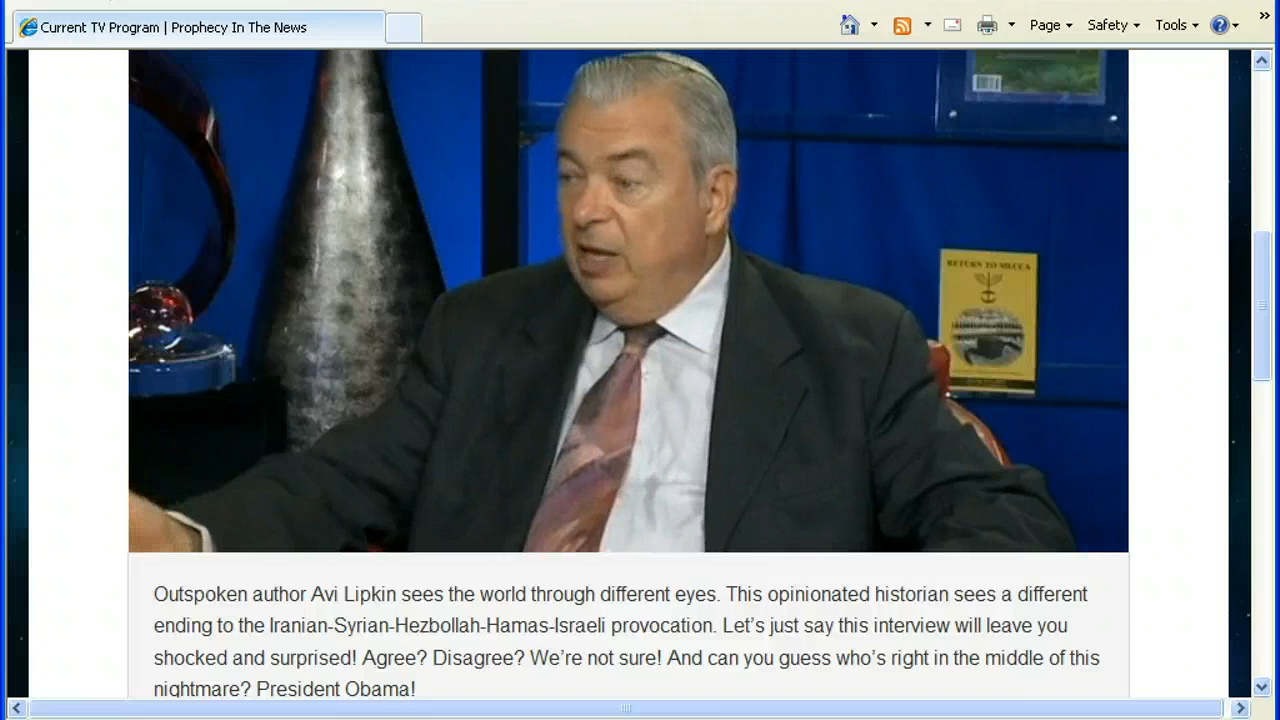 Current TV Program | Prophecy In The News
Page
Safety
Tools
RETURN TO MECCA
Outspoken author Avi Lipkin sees the world through different eyes. This opinionated historian sees a different
ending to the Iranian-Syrian-Hezbollah-Hamas-Israeli provocation. Let’s just say this interview will leave you
shocked and surprised! Agree? Disagree? We’re not sure! And can you guess who’s right in the middle of this
nightmare? President Obama!